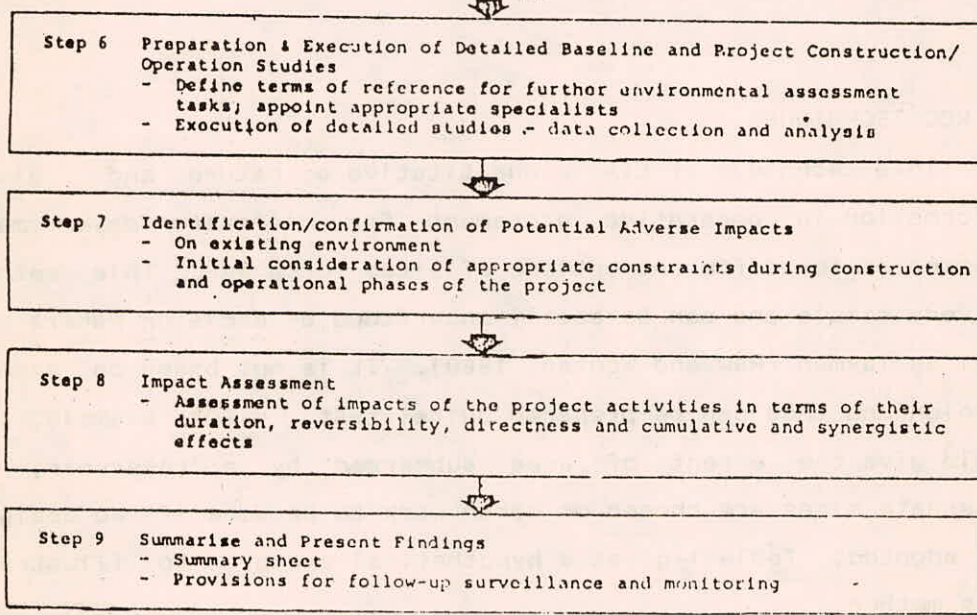 Step 6 Preparation & Execution of Detailed Baseline and Project Construction/
Operation Studies
- Define terms of reference for further environmental assessment
tasks; appoint appropriate specialists
- Execution of detailed studies - data collection and analysis
Step 7 Identification/confirmation of Potential Adverse Impacts
- On existing environment
- Initial consideration of appropriate constraints during construction
and operational phases of the project
Step 8 Impact Assessment
- Assessment of impact of the project activities in terms of their
duration, reversibility, directness and cumulative and synergistic
effects
Step 9 Summarise and Present Findings
- Summary sheet
- Provisions for follow-up surveillance and monitoring